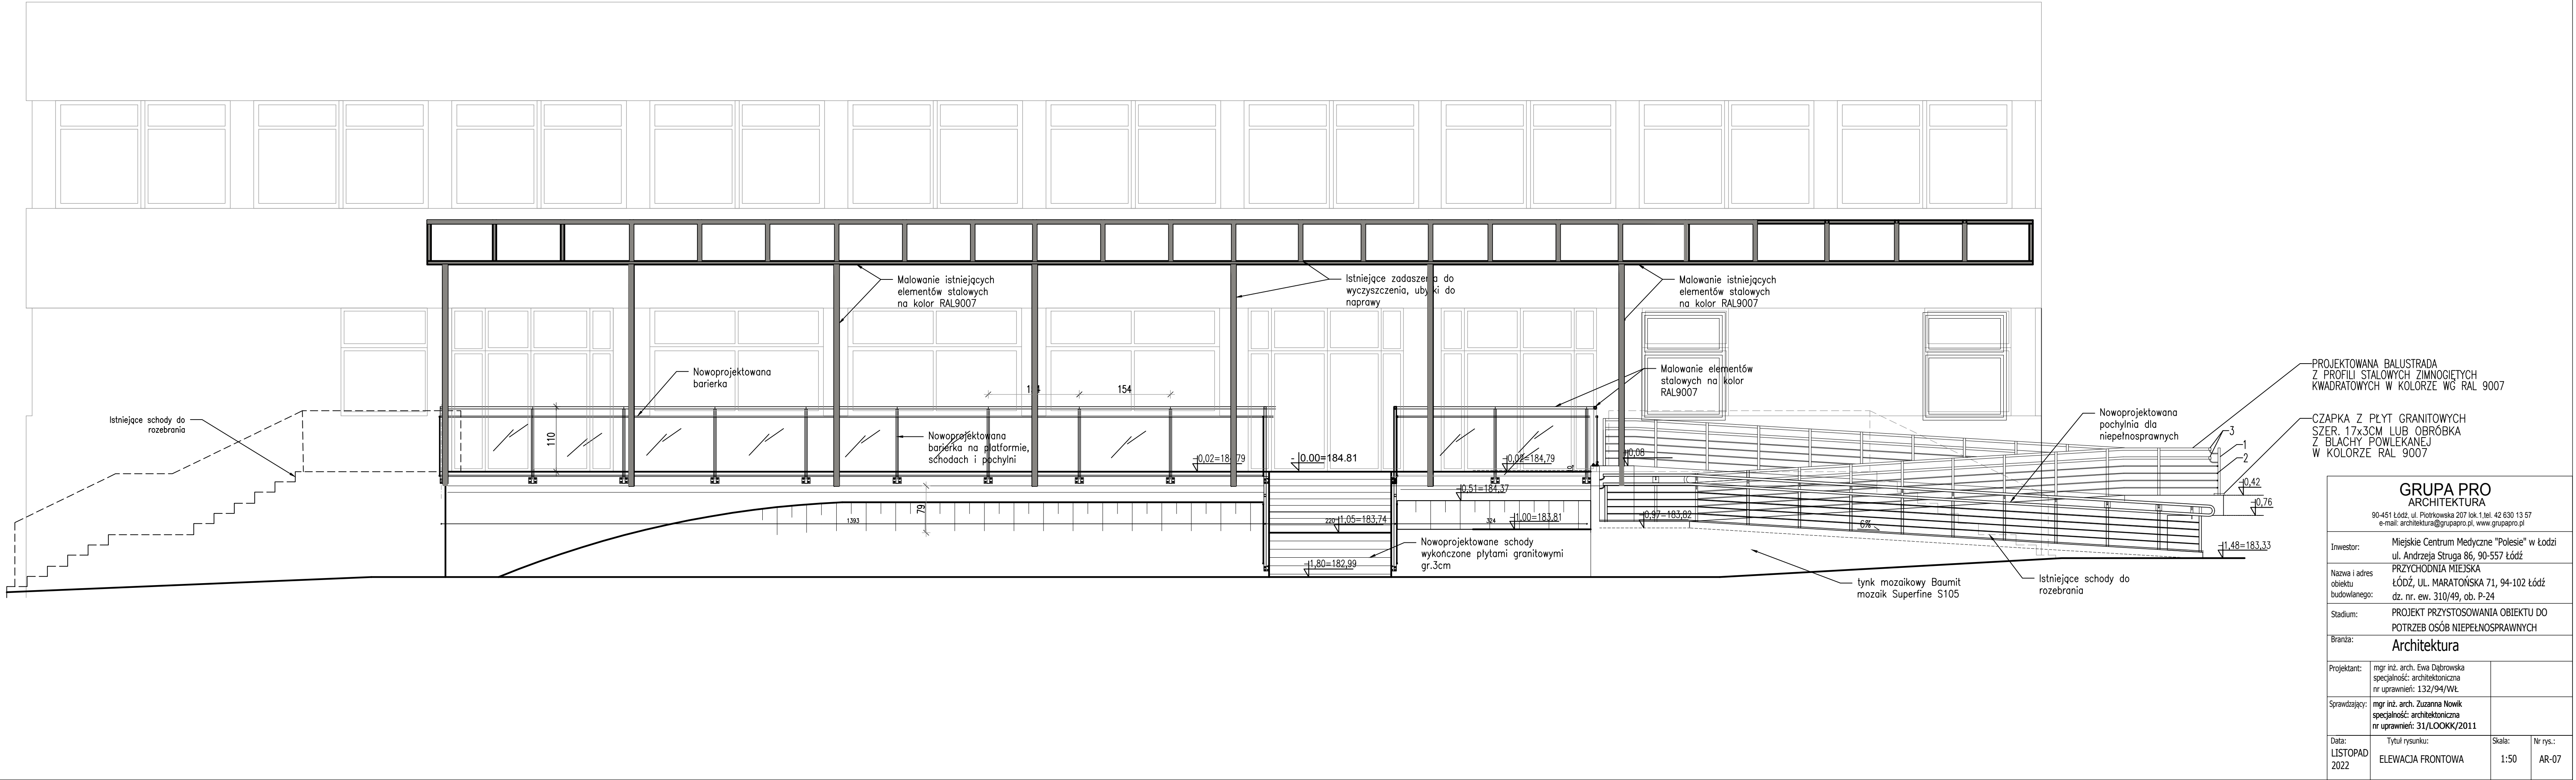 Malowanie istniejących
elementów stalowych
na kolor RAL9007
Istniejące zadaszenia do
wyczyszczenia, ubytki do
naprawy
Malowanie istniejących
elementów stalowych
na kolor RAL9007
Nowoprojektowana
barierka
154
154
Malowanie elementów
stalowych na kolor
RAL9007
PROJEKTOWANA BALUSTRADA
Z PROFILI STALOWYCH ZIMNOGIĘTYCH
KWADRATOWYCH W KOLORZE WG RAL 9007
Istniejące schody do
rozebrania
110
Nowoprojektowana
barierka na platformie,
schodach i pochylni
Nowoprojektowana
pochylnia dla
niepełnosprawnych
CZAPKA Z PŁYT GRANITOWYCH
SZER. 17x3CM LUB OBRÓBKA
Z BLACHY POWLEKANEJ
W KOLORZE RAL 9007
3
1
2
-0,02=184,79
- 0.00=184.81
-0,02=184,79
+0,08
-0,42
-0,51=184,37
-0,76
79
1393
220
-1,05=183,74
324
-1,00=183,81
-0,97=183,82
6%
-1,48=183,33
Nowoprojektowane schody
wykończone płytami granitowymi
gr.3cm
-1,80=182,99
tynk mozaikowy Baumit
mozaik Superfine S105
Istniejące schody do
rozebrania
GRUPA PRO
ARCHITEKTURA
90-451 Łódź, ul. Piotrkowska 207 lok.1,tel. 42 630 13 57
e-mail: architektura@grupapro.pl, www.grupapro.pl
Inwestor: Miejskie Centrum Medyczne "Polesie" w Łodzi
ul. Andrzeja Struga 86, 90-557 Łódź
Nazwa i adres obiektu budowlanego: PRZYCHODNIA MIEJSKA
ŁÓDŹ, UL. MARATOŃSKA 71, 94-102 Łódź
dz. nr. ew. 310/49, ob. P-24
Stadium: PROJEKT PRZYSTOSOWANIA OBIEKTU DO
POTRZEB OSÓB NIEPEŁNOSPRAWNYCH
Branża: Architektura
Projektant: mgr inż. arch. Ewa Dąbrowska
specjalność: architektoniczna
nr uprawnień: 132/94/WŁ
Sprawdzający: mgr inż. arch. Zuzanna Nowik
specjalność: architektoniczna
nr uprawnień: 31/LOOKK/2011
Data: Tytuł rysunku: Skala: Nr rys.:
LISTOPAD
2022 ELEWACJA FRONTOWA 1:50 AR-07